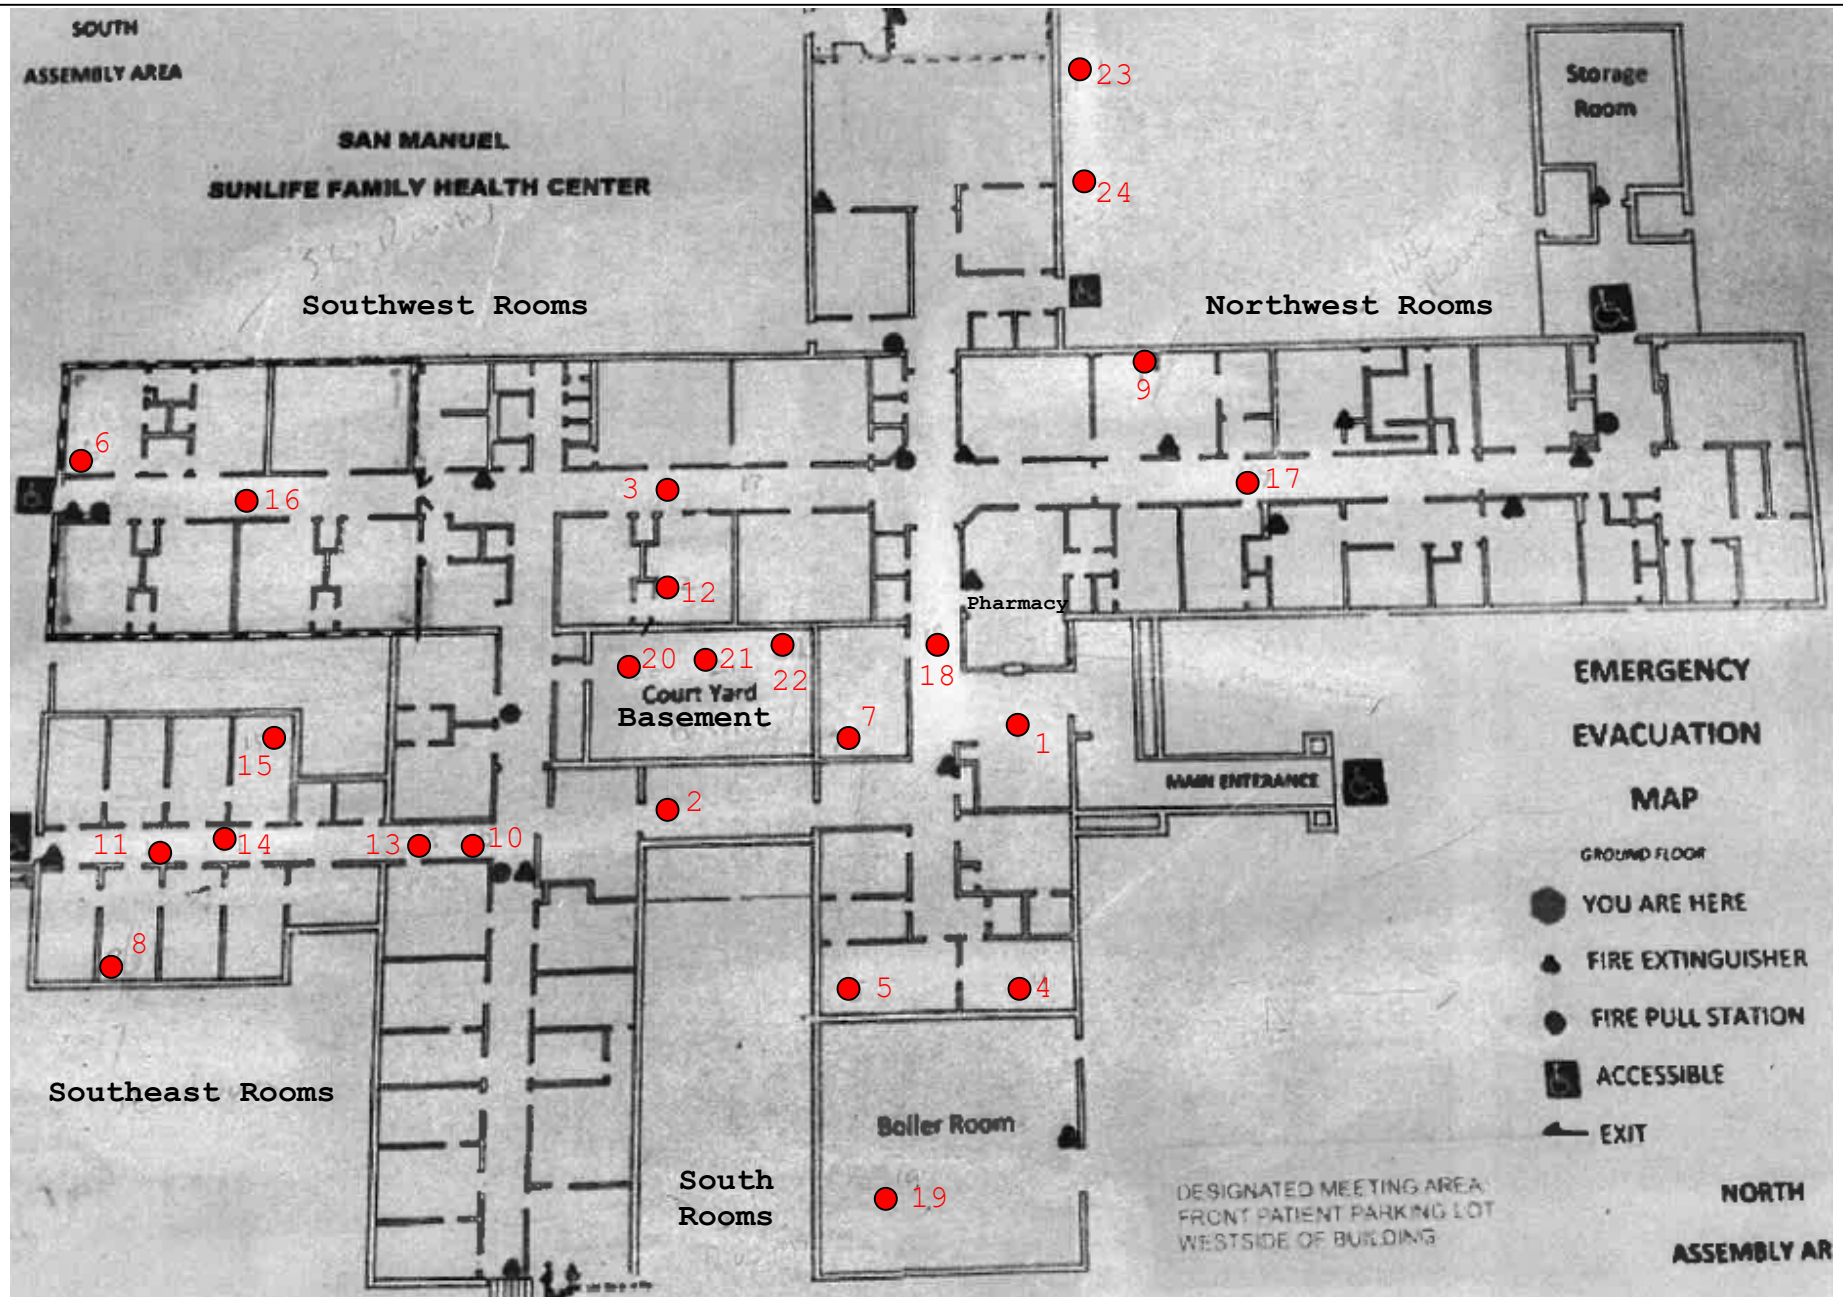 SOUTH
ASSEMBLY AREA
SAN MANUEL
SUNLIFE FAMILY HEALTH CENTER
Southwest Rooms
Northwest Rooms
Storage
Room
23
24
9
6
16
3
17
12
Pharmacy
20
21
22
18
Court Yard
Basement
7
1
15
2
MAIN ENTERANCE
11
14
13
10
8
5
4
Southeast Rooms
Boller Room
South
Rooms
19
EMERGENCY
EVACUATION
MAP
GROUND FLOOR
YOU ARE HERE
FIRE EXTINGUISHER
FIRE PULL STATION
ACCESSIBLE
EXIT
DESIGNATED MEETING AREA
FRONT PATIENT PARKING LOT
WESTSIDE OF BUILDING
NORTH
ASSEMBLY AR